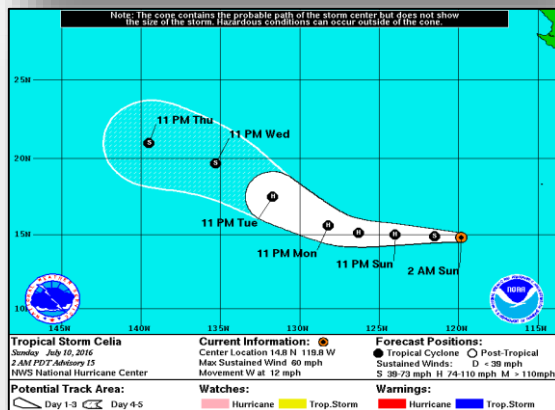 Note: The cone contains the probable path of the storm center but does not show
the size of the storm. Hazardous conditions can occur outside of the cone.
25N
11 PM Thu
11 PM Wed
20N
11 PM Tue
15N
11 PM Mon
11 PM Sun
2 AM Sun
S
S
H
H
H
H
S
10N
NOAA
145W
140W
135W
130W
125W
120W
115W
Tropical Storm Celia
Sunday July 10, 2016
2 AM PDT Advisory 15
NWS National Hurricane Center
Current Information:
Center Location 14.8 N 119.8 W
Max Sustained Wind 60 mph
Movement W at 12 mph
Forecast Positions:
Tropical Cyclone Post-Tropical
Sustained Winds: D < 39 mph
S 39-73 mph H 74-110 mph M > 110mph
Potential Track Area:
Day 1-3 Day 4-5
Watches:
Hurricane Trop.Storm
Warnings:
Hurricane Trop.Storm